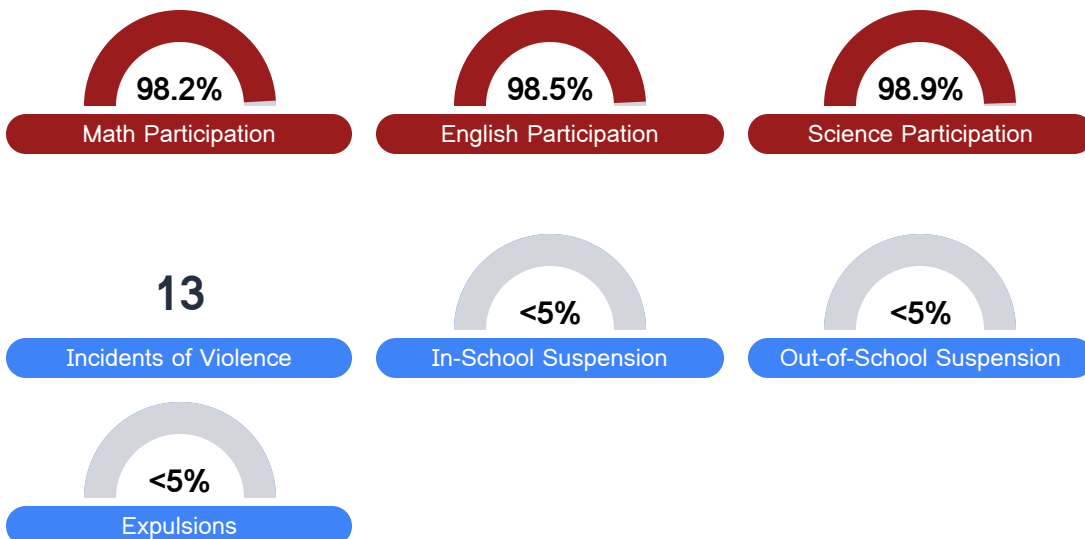 98.2%
Math Participation
98.5%
English Participation
98.9%
Science Participation
13
Incidents of Violence
<5%
In-School Suspension
<5%
Out-of-School Suspension
<5%
Expulsions